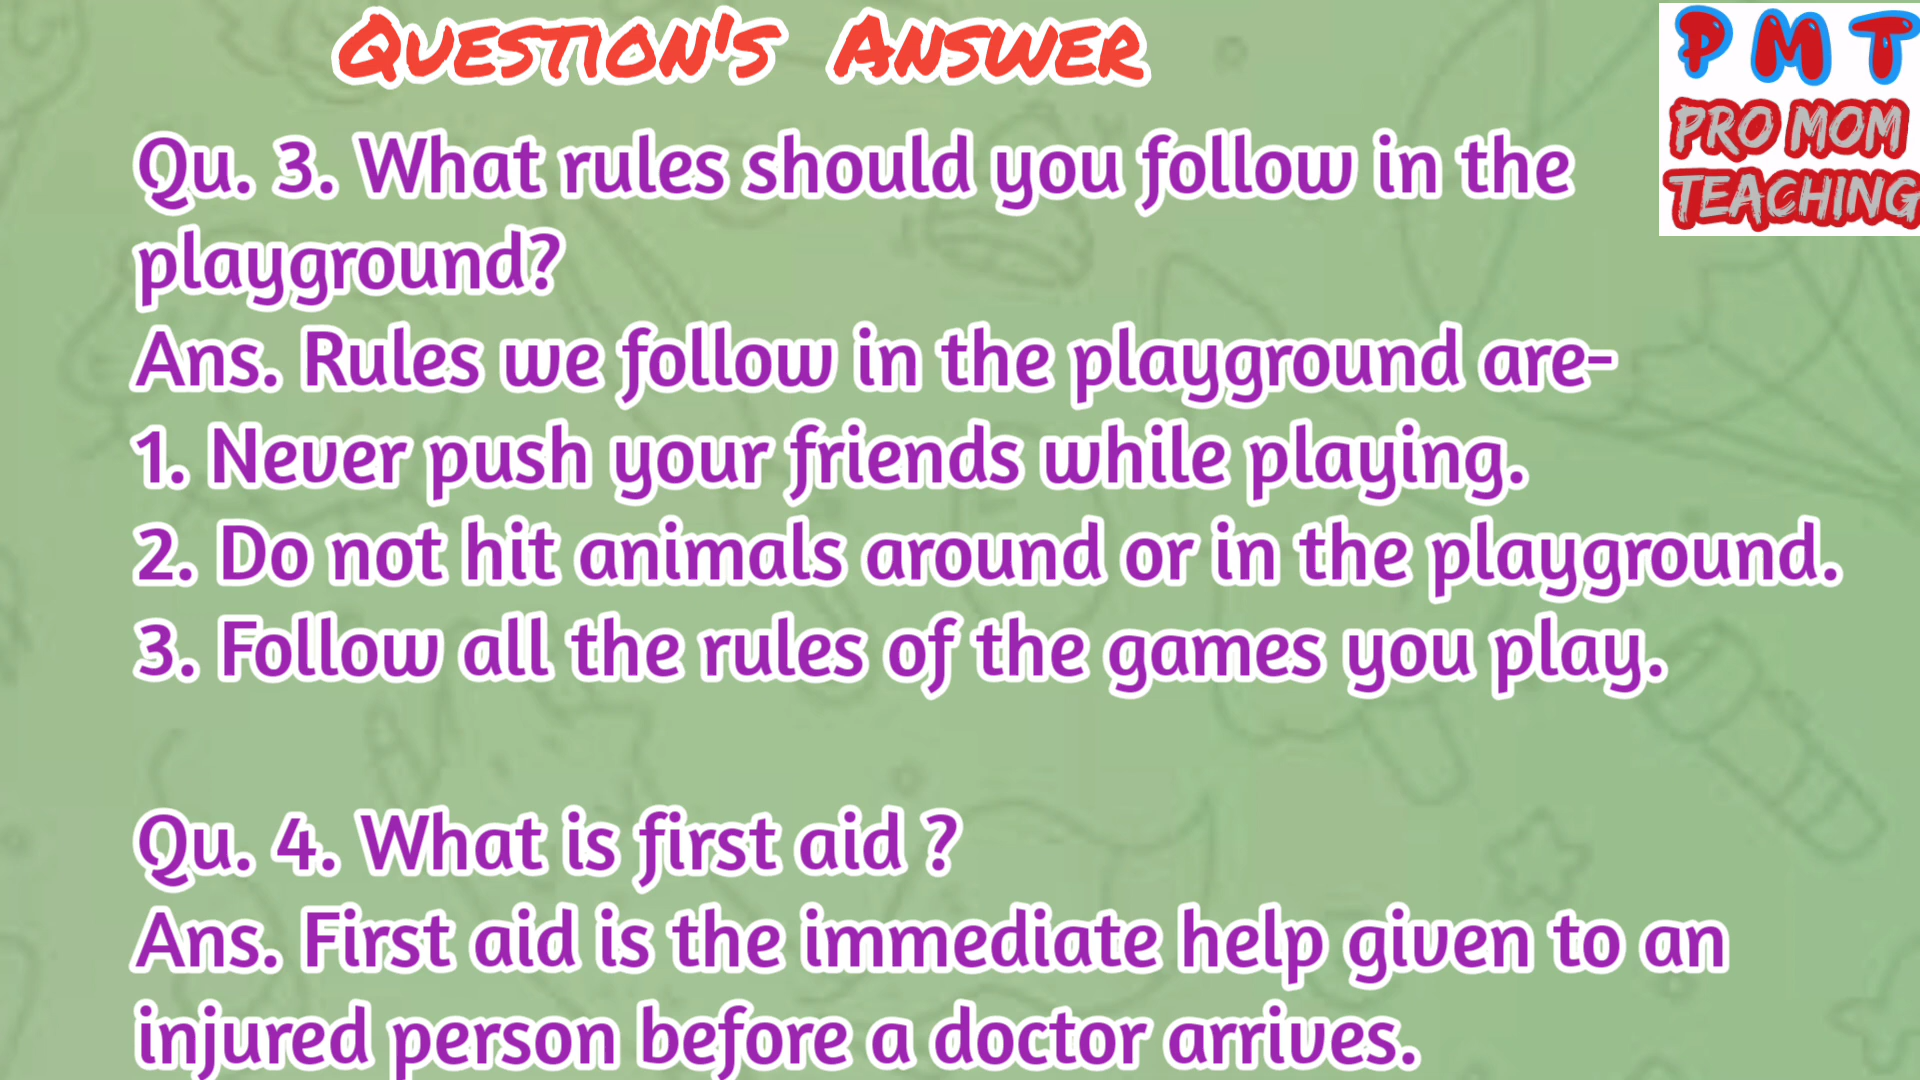 Question's Answer
P M T
PRO MOM
TEACHING
Qu. 3. What rules should you follow in the
playground?
Ans. Rules we follow in the playground are-
1. Never push your friends while playing.
2. Do not hit animals around or in the playground.
3. Follow all the rules of the games you play.
Qu. 4. What is first aid ?
Ans. First aid is the immediate help given to an
injured person before a doctor arrives.